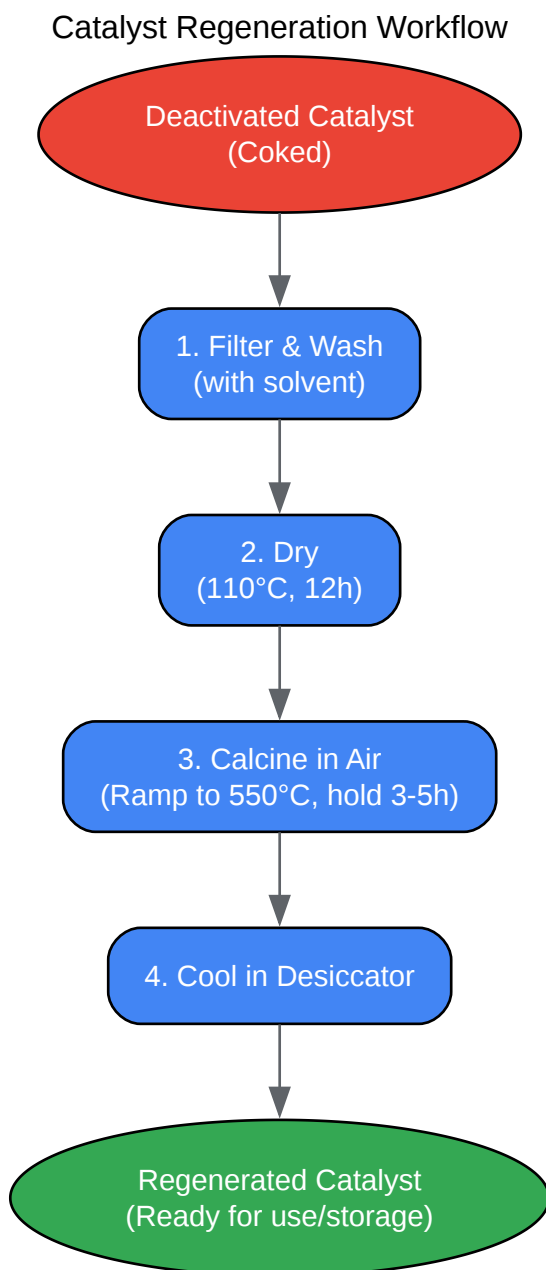 Catalyst Regeneration Workflow
Deactivated Catalyst
(Coked)
1. Filter & Wash
(with solvent)
2. Dry
(110°C, 12h)
3. Calcine in Air
(Ramp to 550°C, hold 3-5h)
4. Cool in Desiccator
Regenerated Catalyst
(Ready for use/storage)